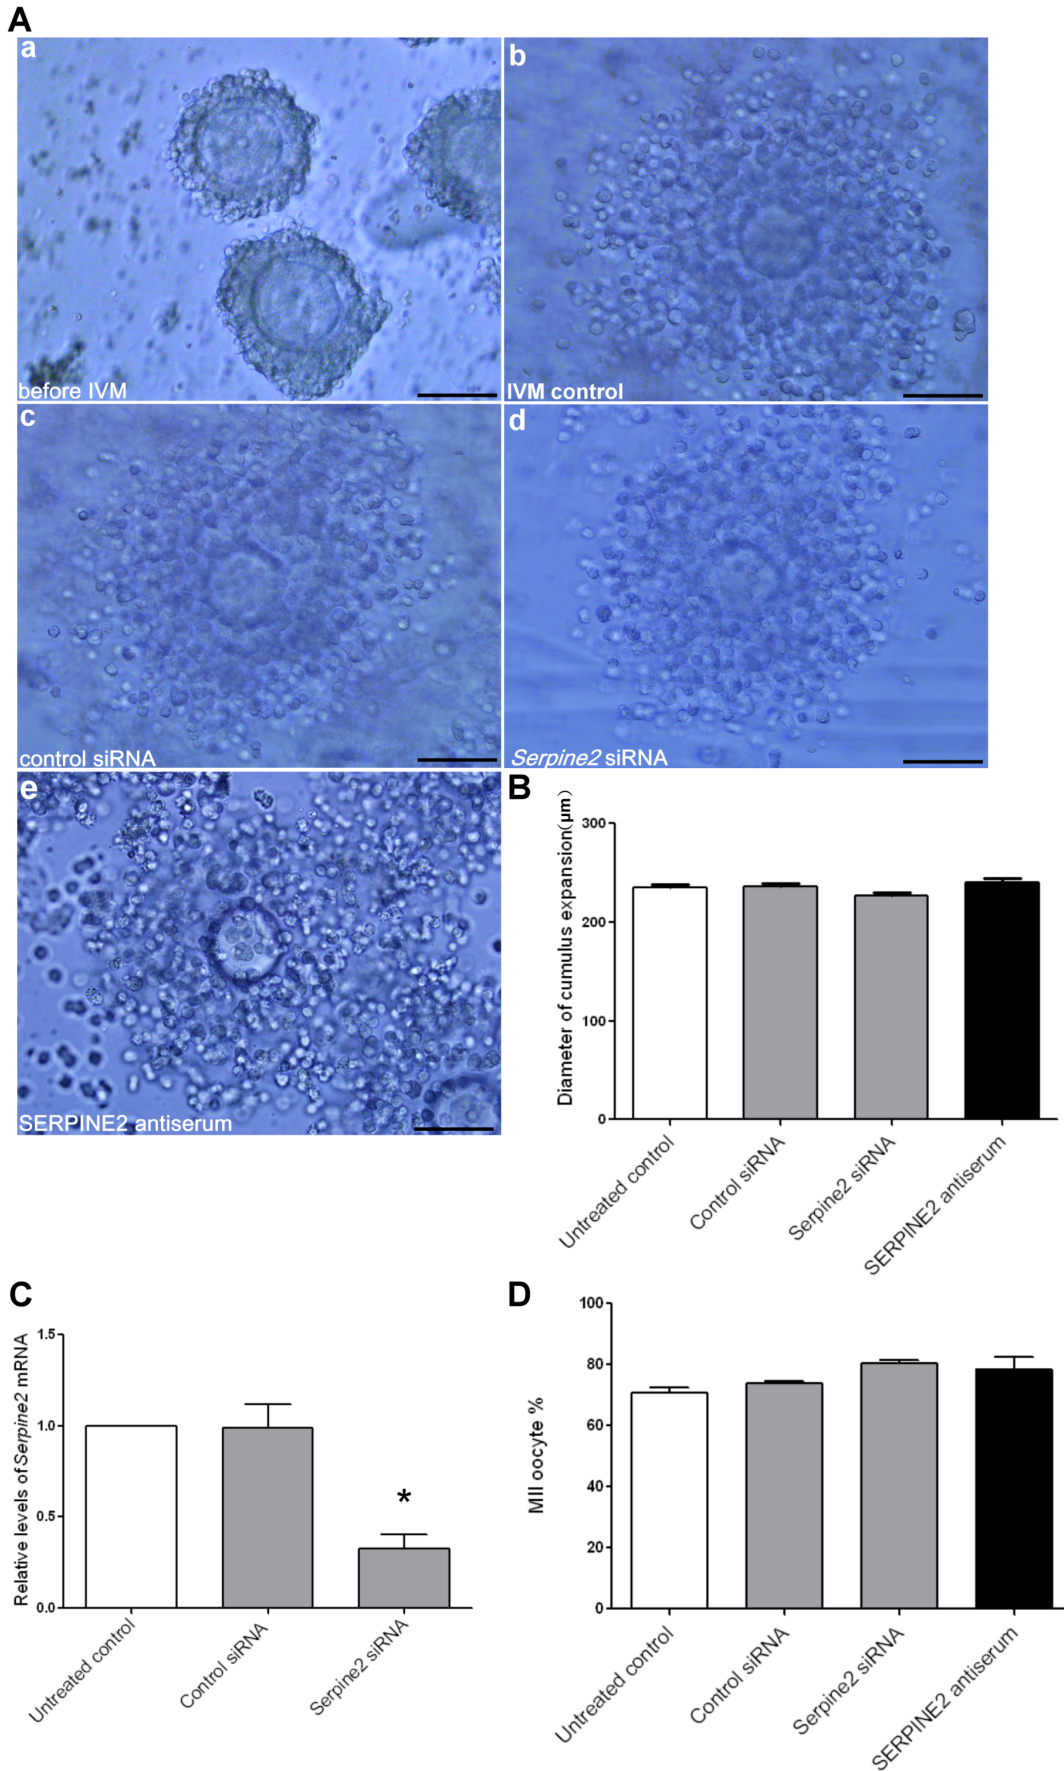 A
a
before IVM
b
IVM control
c
control siRNA
d
Serpine2 siRNA
e
SERPINE2 antiserum
B
Diameter of cumulus expansion(μm)
300
200
100
0
Untreated control
Control siRNA
Serpine2 siRNA
SERPINE2 antiserum
C
Relative levels of Serpine2 mRNA
1.5
1.0
0.5
0.0
*
Untreated control
Control siRNA
Serpine2 siRNA
D
MII oocyte %
100
80
60
40
20
0
Untreated control
Control siRNA
Serpine2 siRNA
SERPINE2 antiserum